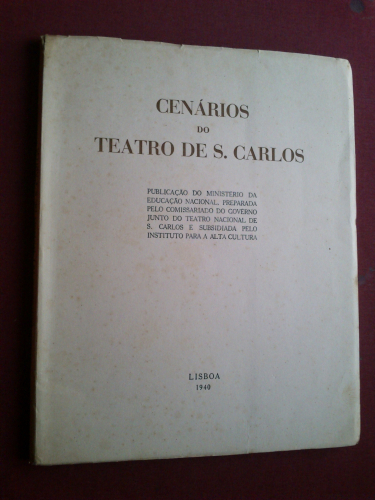 CENÁRIOS
DO
TEATRO DE S. CARLOS
PUBLICAÇÃO DO MINISTÉRIO DA
EDUCAÇÃO NACIONAL, PREPARADA
PELO COMISSARIADO DO GOVERNO
JUNTO DO TEATRO NACIONAL DE
S. CARLOS E SUBSIDIADA PELO
INSTITUTO PARA A ALTA CULTURA
LISBOA
1940